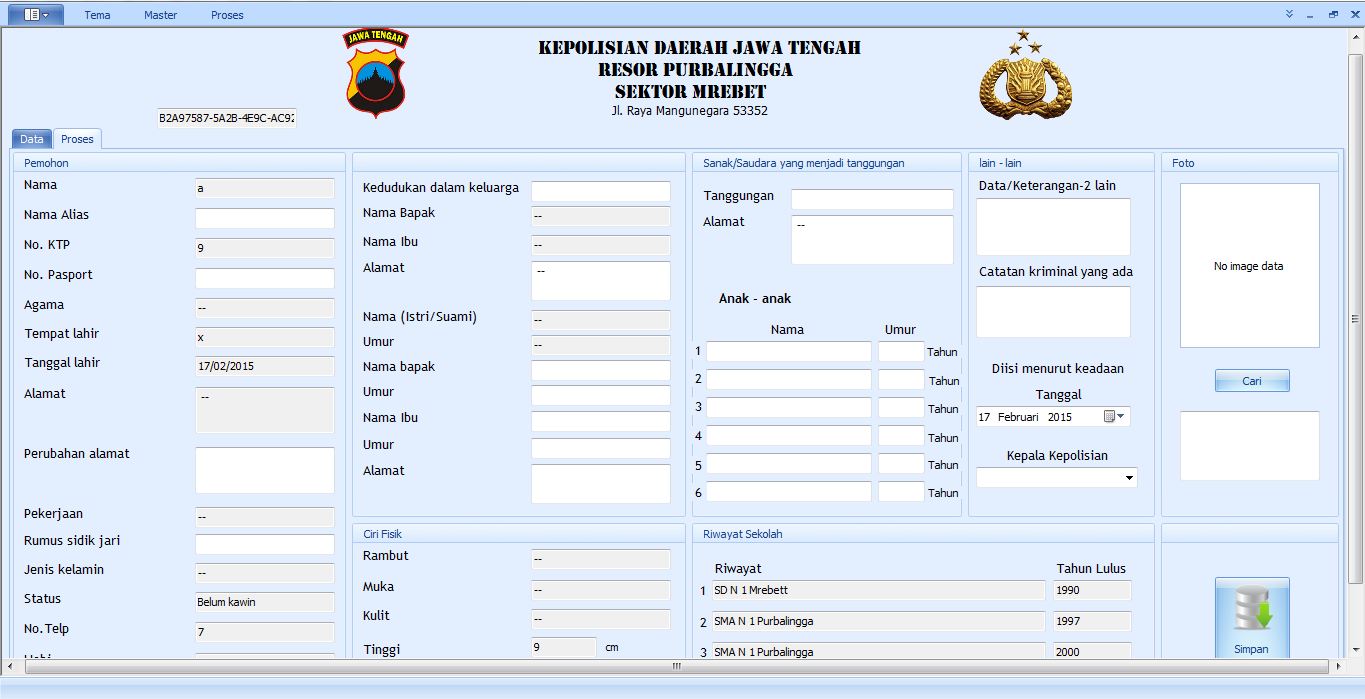 Tema Master Proses
JAWA TENGAH
KEPOLISIAN DAERAH JAWA TENGAH
RESOR PURBALINGGA
SEKTOR MREBET
Jl. Raya Mangunegara 53352
B2A97587-5A2B-4E9C-AC92
Data Proses
Pemohon
Nama a
Nama Alias
No. KTP 9
No. Pasport
Agama --
Tempat lahir x
Tanggal lahir 17/02/2015
Alamat --
Perubahan alamat
Pekerjaan --
Rumus sidik jari
Jenis kelamin --
Status Belum kawin
No.Telp 7
Kedudukan dalam keluarga
Nama Bapak --
Nama Ibu --
Alamat --
Nama (Istri/Suami) --
Umur --
Nama bapak
Umur
Nama Ibu
Umur
Alamat
Ciri Fisik
Rambut --
Muka --
Kulit --
Tinggi 9 cm
Sanak/Saudara yang menjadi tanggungan
Tanggungan
Alamat --
Anak - anak
Nama Umur
1 Tahun
2 Tahun
3 Tahun
4 Tahun
5 Tahun
6 Tahun
Riwayat Sekolah
Riwayat Tahun Lulus
1 SD N 1 Mrebett 1990
2 SMA N 1 Purbalingga 1997
3 SMA N 1 Purbalingga 2000
lain - lain
Data/Keterangan-2 lain
Catatan kriminal yang ada
Diisi menurut keadaan
Tanggal
17 Februari 2015
Kepala Kepolisian
Foto
No image data
Cari
Simpan